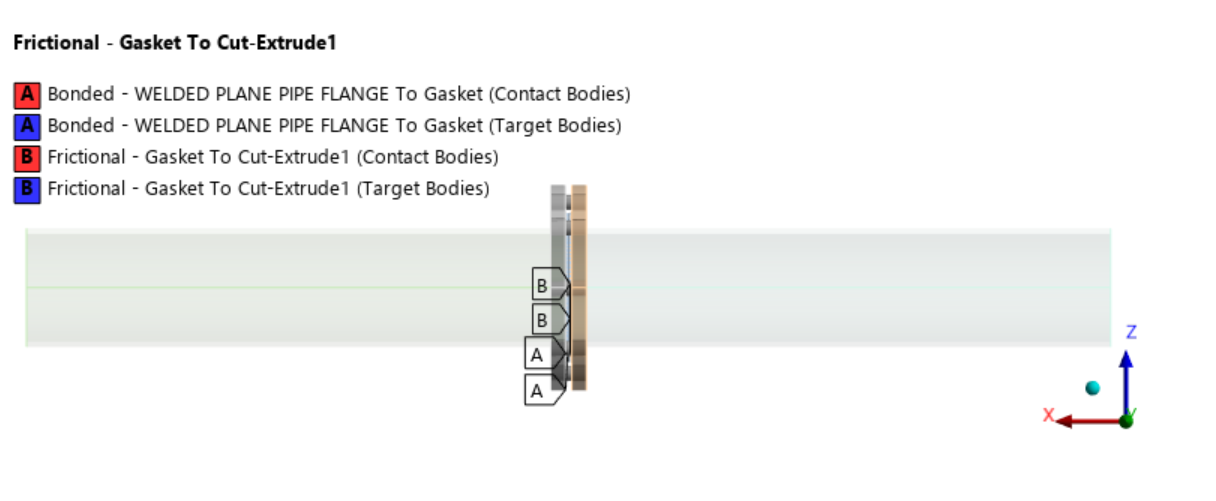 Frictional - Gasket To Cut-Extrude1
A Bonded - WELDED PLANE PIPE FLANGE To Gasket (Contact Bodies)
A Bonded - WELDED PLANE PIPE FLANGE To Gasket (Target Bodies)
B Frictional - Gasket To Cut-Extrude1 (Contact Bodies)
B Frictional - Gasket To Cut-Extrude1 (Target Bodies)
B
B
A
A
Z
X
Y